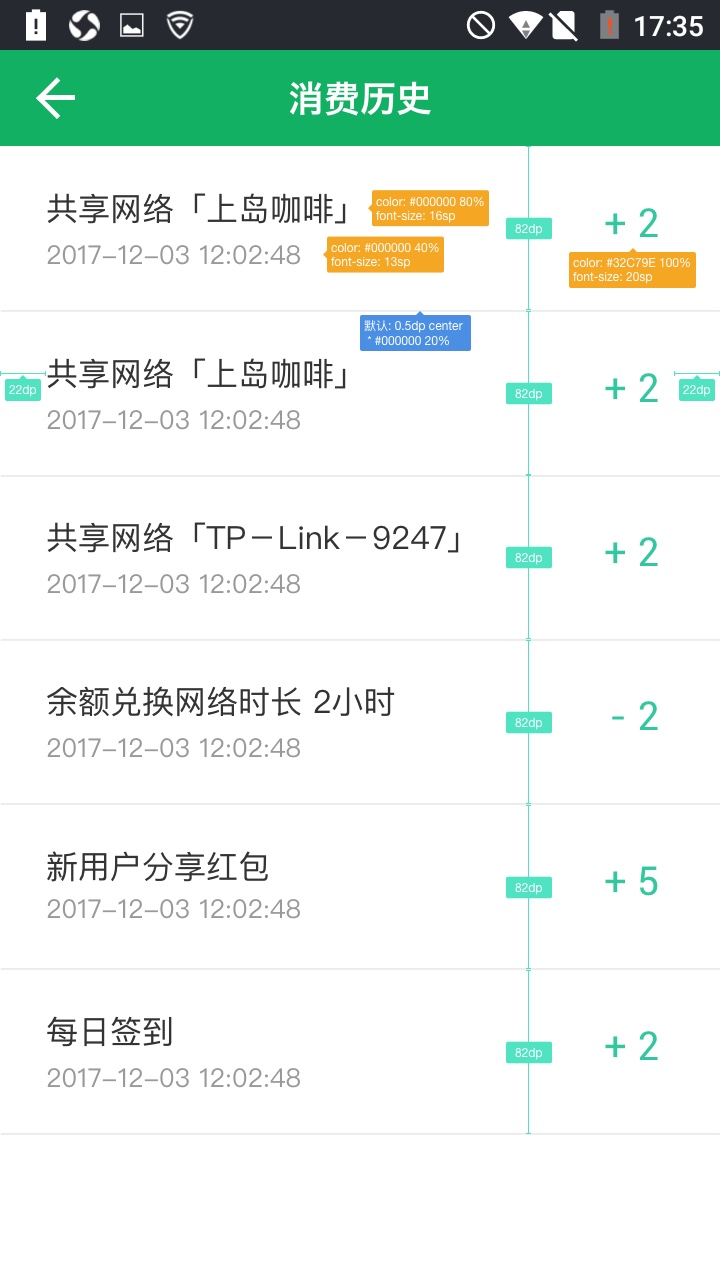 17:35
消费历史
共享网络「上岛咖啡」
color: #000000 80%
font-size: 16sp
2017-12-03 12:02:48
color: #000000 40%
font-size: 13sp
82dp
+ 2
color: #32C79E 100%
font-size: 20sp
默认: 0.5dp center
* #000000 20%
22dp
共享网络「上岛咖啡」
2017-12-03 12:02:48
82dp
+ 2
22dp
共享网络「TP-Link-9247」
2017-12-03 12:02:48
82dp
+ 2
余额兑换网络时长 2小时
2017-12-03 12:02:48
82dp
- 2
新用户分享红包
2017-12-03 12:02:48
82dp
+ 5
每日签到
2017-12-03 12:02:48
82dp
+ 2